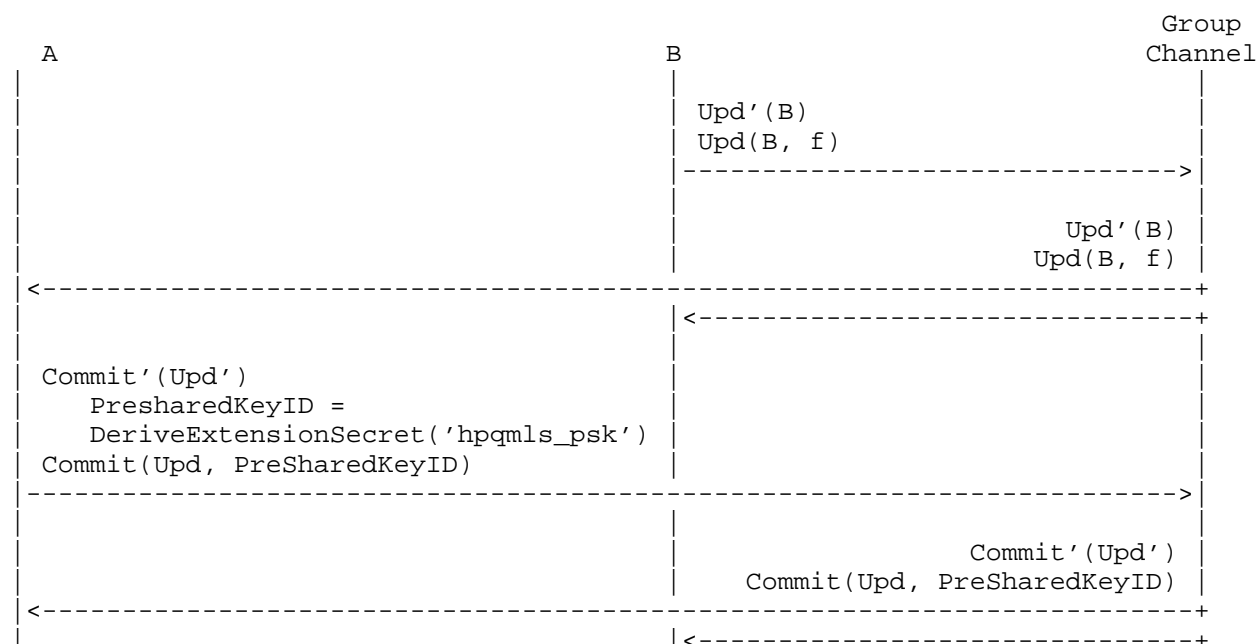 Group
A B Channel
Upd′(B)
Upd(B, f)
Upd′(B)
Upd(B, f)
Commit′(Upd′)
PresharedKeyID =
DeriveExtensionSecret(′hpqmls_psk′)
Commit(Upd, PreSharedKeyID)
Commit′(Upd′)
Commit(Upd, PreSharedKeyID)